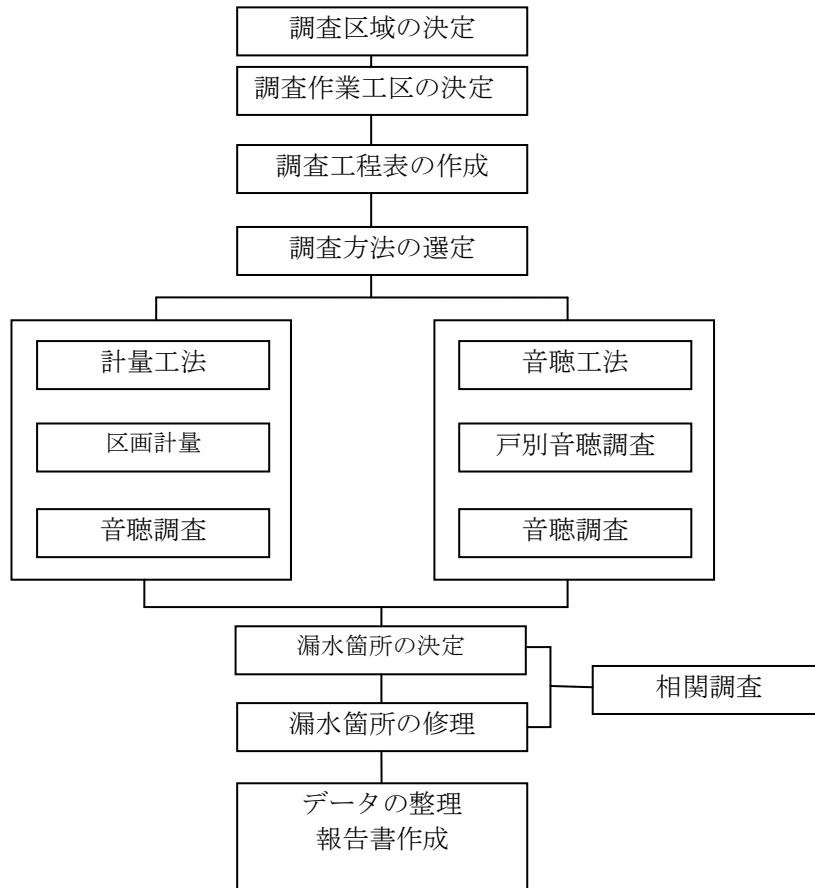 調査区域の決定
調査作業工区の決定
調査工程表の作成
調査方法の選定
計量工法
区画計量
音聴調査
音聴工法
戸別音聴調査
音聴調査
漏水箇所の決定
相関調査
漏水箇所の修理
データの整理
報告書作成